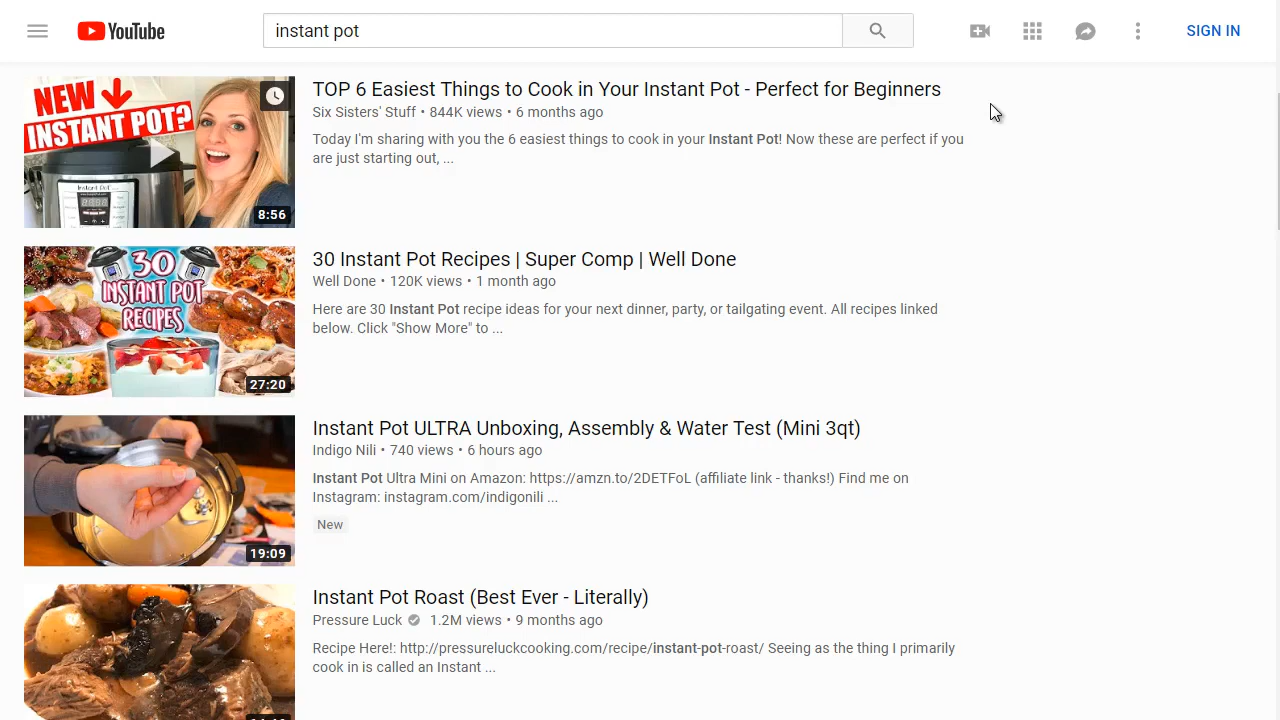 YouTube
instant pot
SIGN IN
NEW
INSTANT POT?
Instant Pot
8:56
TOP 6 Easiest Things to Cook in Your Instant Pot - Perfect for Beginners
Six Sisters' Stuff • 844K views • 6 months ago
Today I'm sharing with you the 6 easiest things to cook in your Instant Pot! Now these are perfect if you
are just starting out, ...
30
INSTANT POT
RECIPES
27:20
30 Instant Pot Recipes | Super Comp | Well Done
Well Done • 120K views • 1 month ago
Here are 30 Instant Pot recipe ideas for your next dinner, party, or tailgating event. All recipes linked
below. Click "Show More" to ...
19:09
Instant Pot ULTRA Unboxing, Assembly & Water Test (Mini 3qt)
Indigo Nili • 740 views • 6 hours ago
Instant Pot Ultra Mini on Amazon: https://amzn.to/2DETFoL (affiliate link - thanks!) Find me on
Instagram: instagram.com/indigonili ...
New
Instant Pot Roast (Best Ever - Literally)
Pressure Luck 1.2M views • 9 months ago
Recipe Here!: http://pressureluckcooking.com/recipe/instant-pot-roast/ Seeing as the thing I primarily
cook in is called an Instant ...